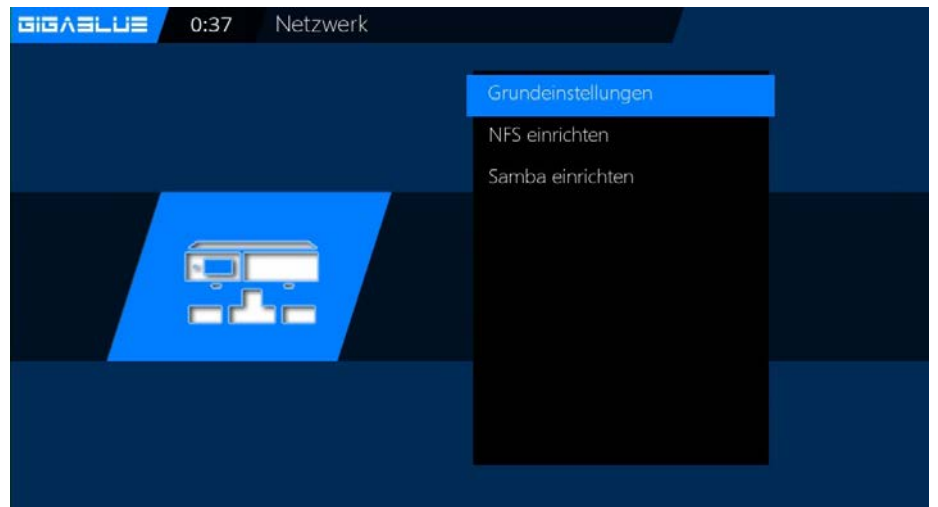 GIGABLUE 0:37 Netzwerk
Grundeinstellungen
NFS einrichten
Samba einrichten